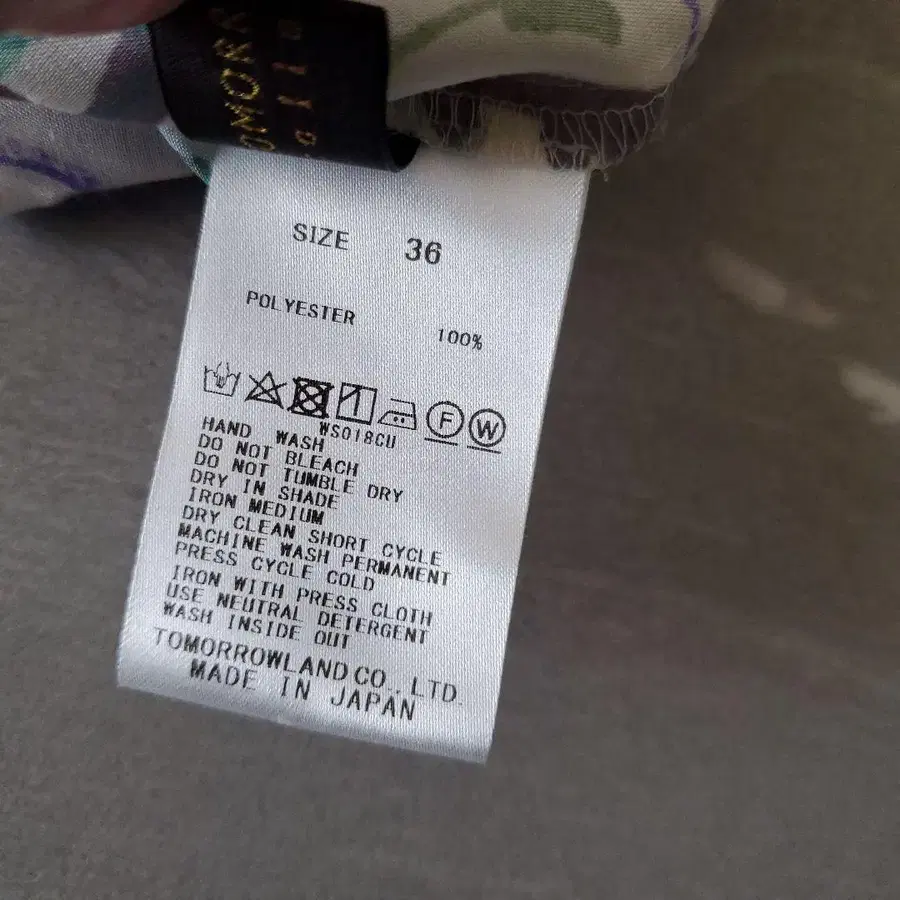 SIZE 36
POLYESTER 100%
F W
WS018CU
HAND WASH
DO NOT BLEACH
DO NOT TUMBLE DRY
DRY IN SHADE
IRON MEDIUM
DRY CLEAN SHORT CYCLE
MACHINE WASH PERMANENT
PRESS CYCLE COLD
IRON WITH PRESS CLOTH
USE NEUTRAL DETERGENT
WASH INSIDE OUT
TOMORROWLAND CO., LTD.
MADE IN JAPAN